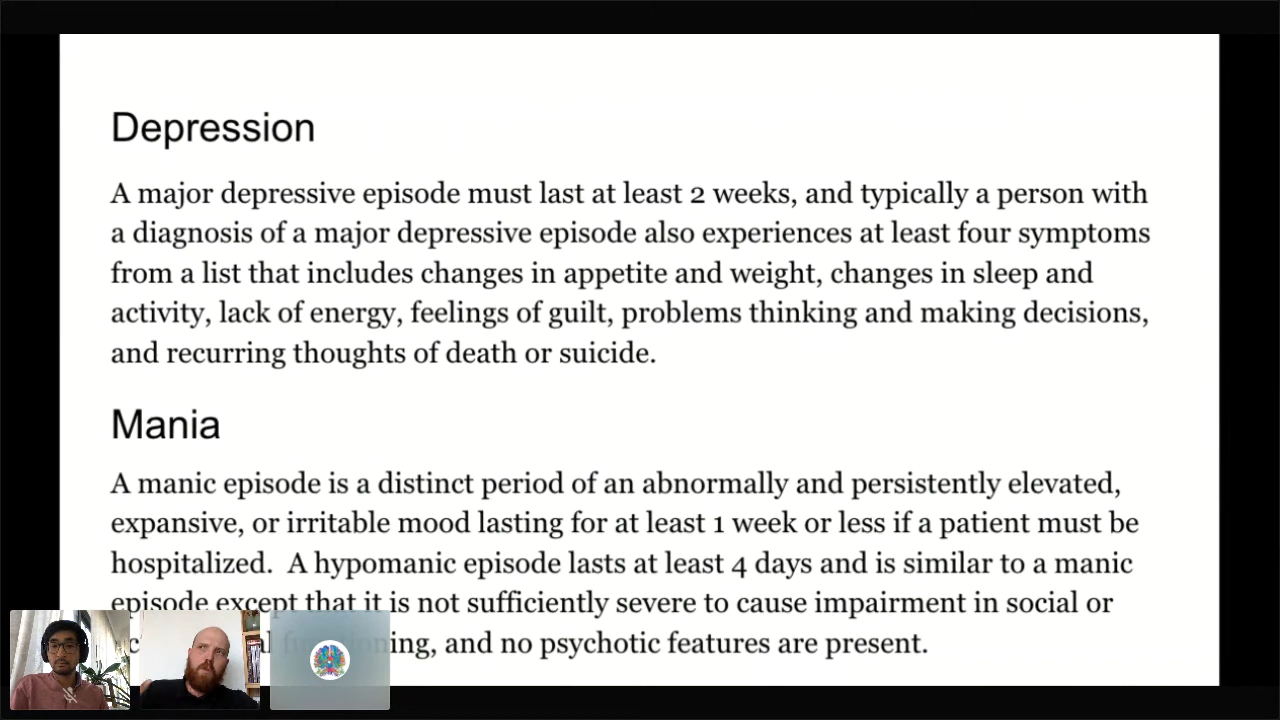 Depression
A major depressive episode must last at least 2 weeks, and typically a person with
a diagnosis of a major depressive episode also experiences at least four symptoms
from a list that includes changes in appetite and weight, changes in sleep and
activity, lack of energy, feelings of guilt, problems thinking and making decisions,
and recurring thoughts of death or suicide.
Mania
A manic episode is a distinct period of an abnormally and persistently elevated,
expansive, or irritable mood lasting for at least 1 week or less if a patient must be
hospitalized.  A hypomanic episode lasts at least 4 days and is similar to a manic
episode except that it is not sufficiently severe to cause impairment in social or
functioning, and no psychotic features are present.